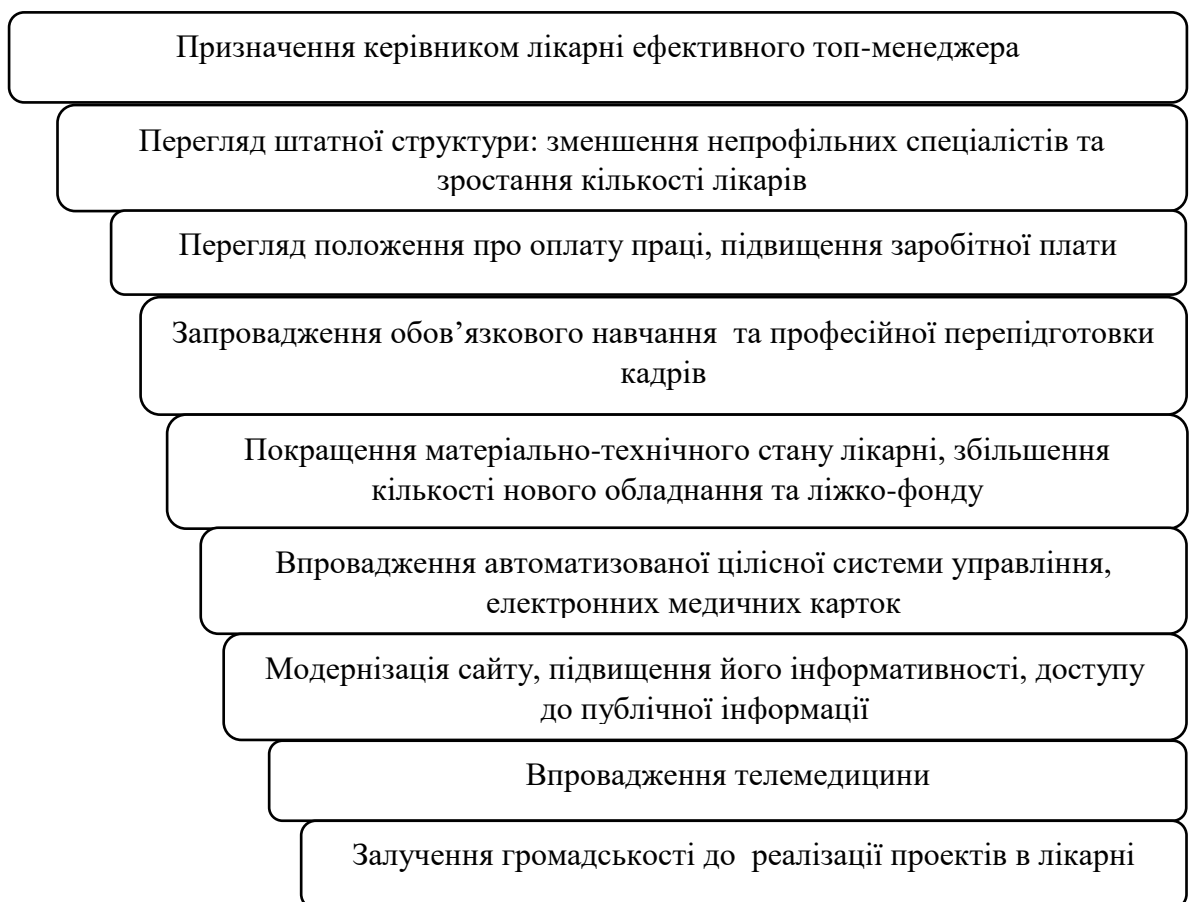 Призначення керівником лікарні ефективного топ-менеджера
Перегляд штатної структури: зменшення непрофільних спеціалістів та
зростання кількості лікарів
Перегляд положення про оплату праці, підвищення заробітної плати
Запровадження обов’язкового навчання  та професійної перепідготовки
кадрів
Покращення матеріально-технічного стану лікарні, збільшення
кількості нового обладнання та ліжко-фонду
Впровадження автоматизованої цілісної системи управління,
електронних медичних карток
Модернізація сайту, підвищення його інформативності, доступу
до публічної інформації
Впровадження телемедицини
Залучення громадськості до  реалізації проектів в лікарні